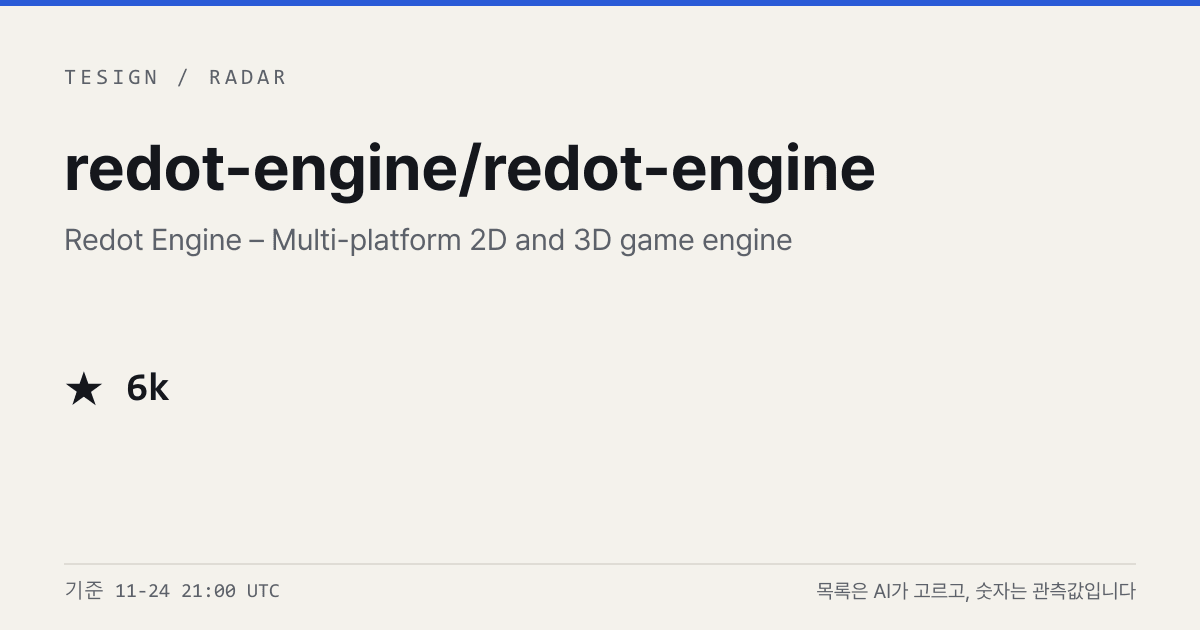 TESIGN / RADAR
redot-engine/redot-engine
Redot Engine – Multi-platform 2D and 3D game engine
★ 6k
기준 11-24 21:00 UTC
목록은 AI가 고르고, 숫자는 관측값입니다